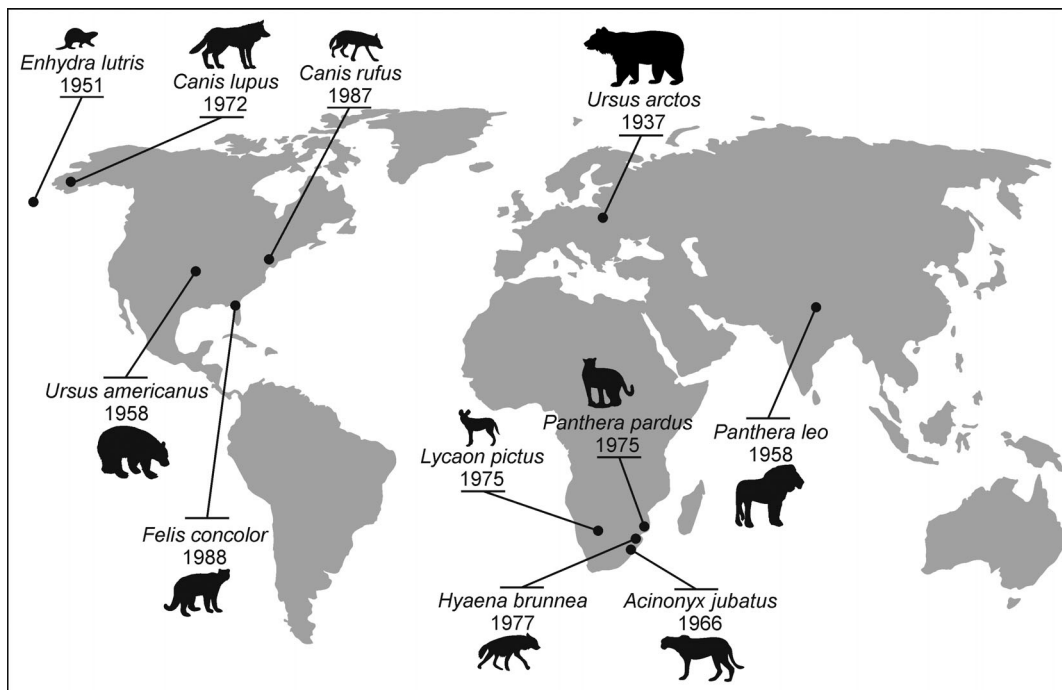 Enhydra lutris
1951
Canis lupus
1972
Canis rufus
1987
Ursus arctos
1937
Ursus americanus
1958
Felis concolor
1988
Lycaon pictus
1975
Panthera pardus
1975
Panthera leo
1958
Hyaena brunnea
1977
Acinonyx jubatus
1966